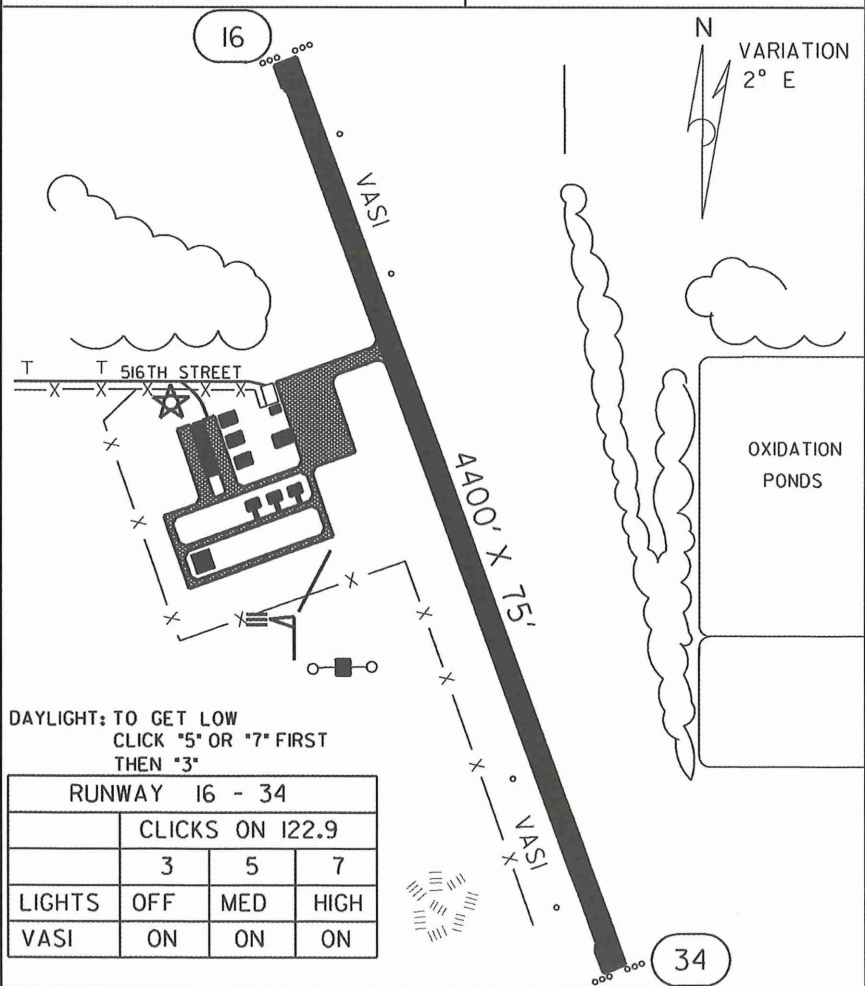 16
N
VARIATION
2° E
VASI
T T 516TH STREET
OXIDATION
PONDS
4400' X 75'
DAYLIGHT: TO GET LOW
CLICK "5" OR "7" FIRST
THEN "3"
RUNWAY 16 - 34
CLICKS ON 122.9
3 5 7
LIGHTS OFF MED HIGH
VASI ON ON ON
VASI
34